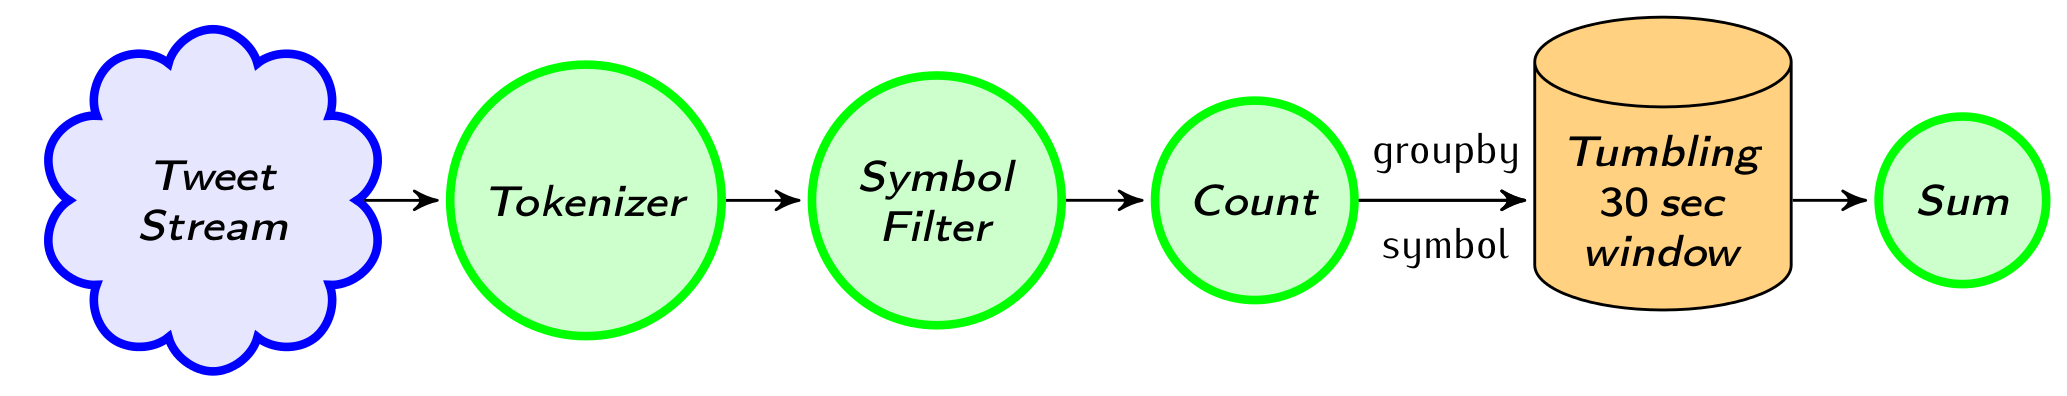 Tweet
Stream
Tokenizer
Symbol
Filter
Count
groupby
symbol
Tumbling
30 sec
window
Sum